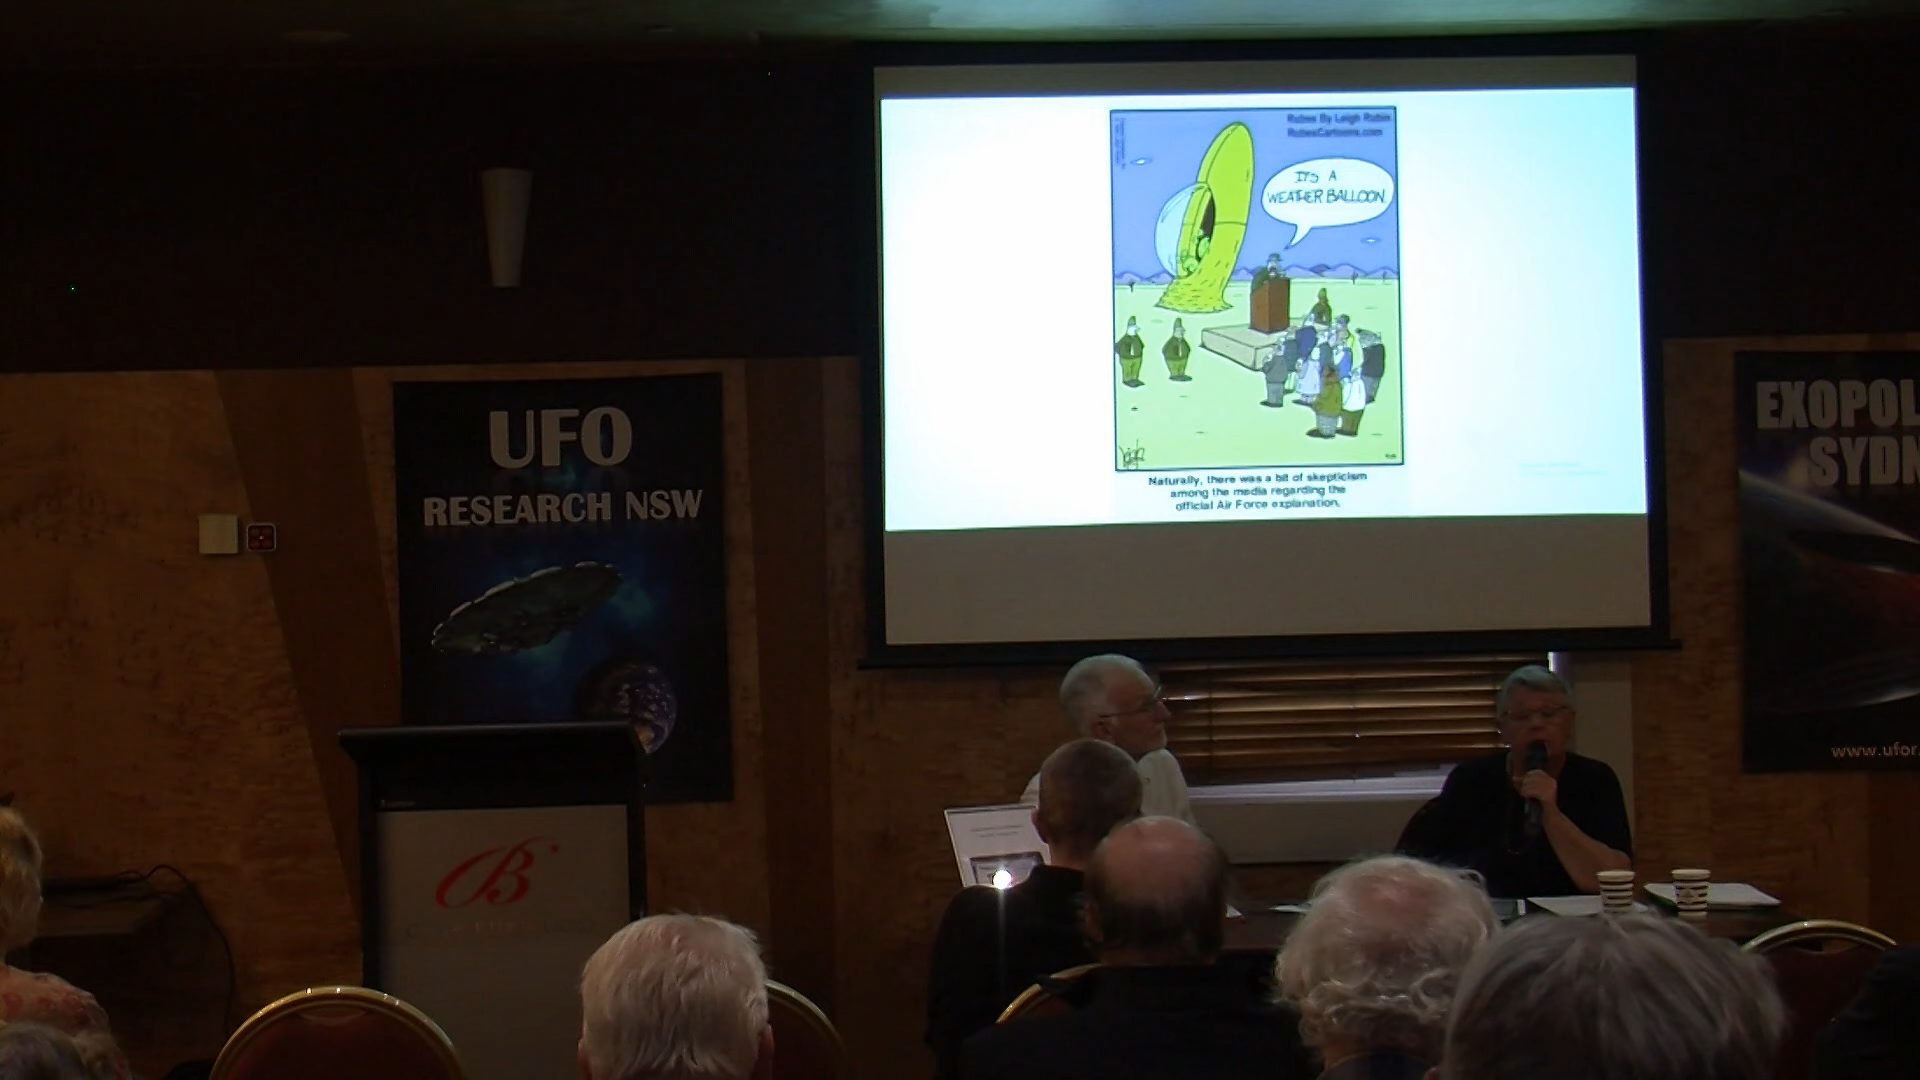 Rubes By Leigh Rubin
RubesCartoons.com
IT'S A
WEATHER BALLOON.
Naturally, there was a bit of skepticism
among the media regarding the
official Air Force explanation.
UFO
RESEARCH NSW
EXOPOL
SYDN
www.ufor
B